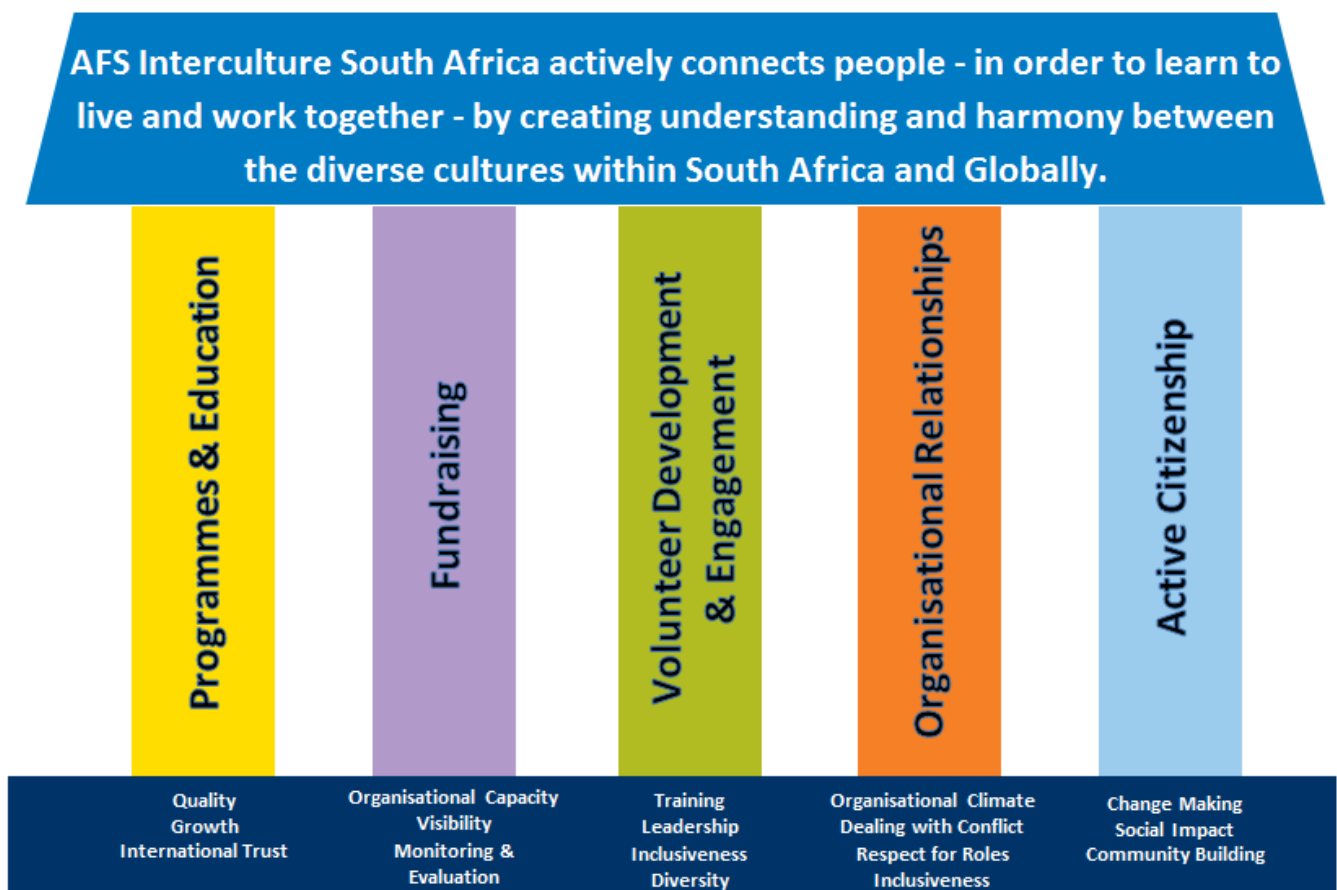 AFS Interculture South Africa actively connects people - in order to learn to
live and work together - by creating understanding and harmony between
the diverse cultures within South Africa and Globally.
Programmes & Education
Fundraising
Volunteer Development
& Engagement
Organisational Relationships
Active Citizenship
Quality
Growth
International Trust
Organisational Capacity
Visibility
Monitoring &
Evaluation
Training
Leadership
Inclusiveness
Diversity
Organisational Climate
Dealing with Conflict
Respect for Roles
Inclusiveness
Change Making
Social Impact
Community Building